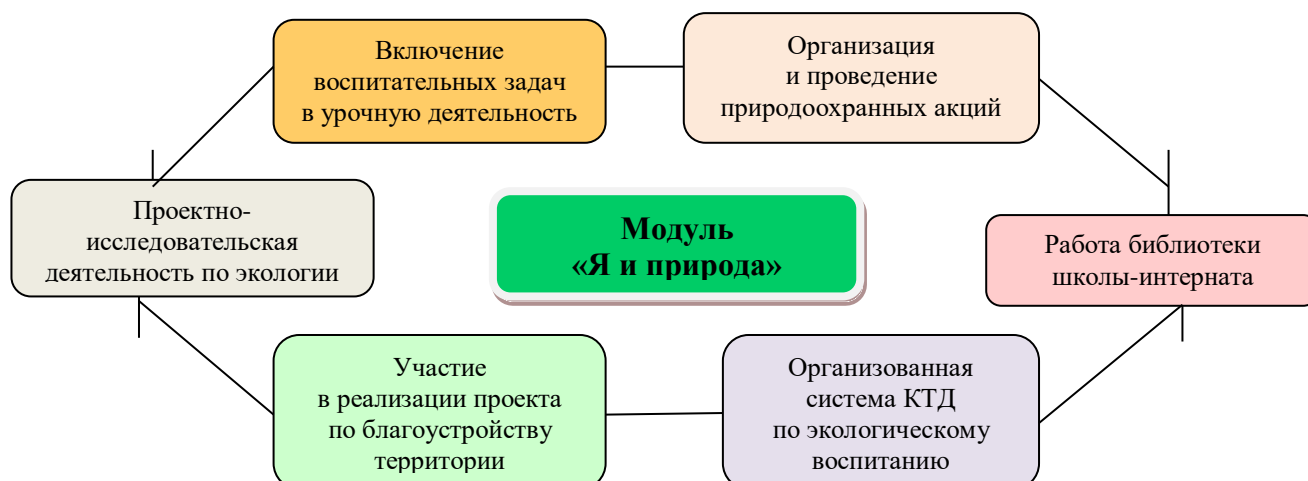 Включение
воспитательных задач
в урочную деятельность
Организация
и проведение
природоохранных акций
Проектно-
исследовательская
деятельность по экологии
Модуль
«Я и природа»
Работа библиотеки
школы-интерната
Участие
в реализации проекта
по благоустройству
территории
Организованная
система КТД
по экологическому
воспитанию